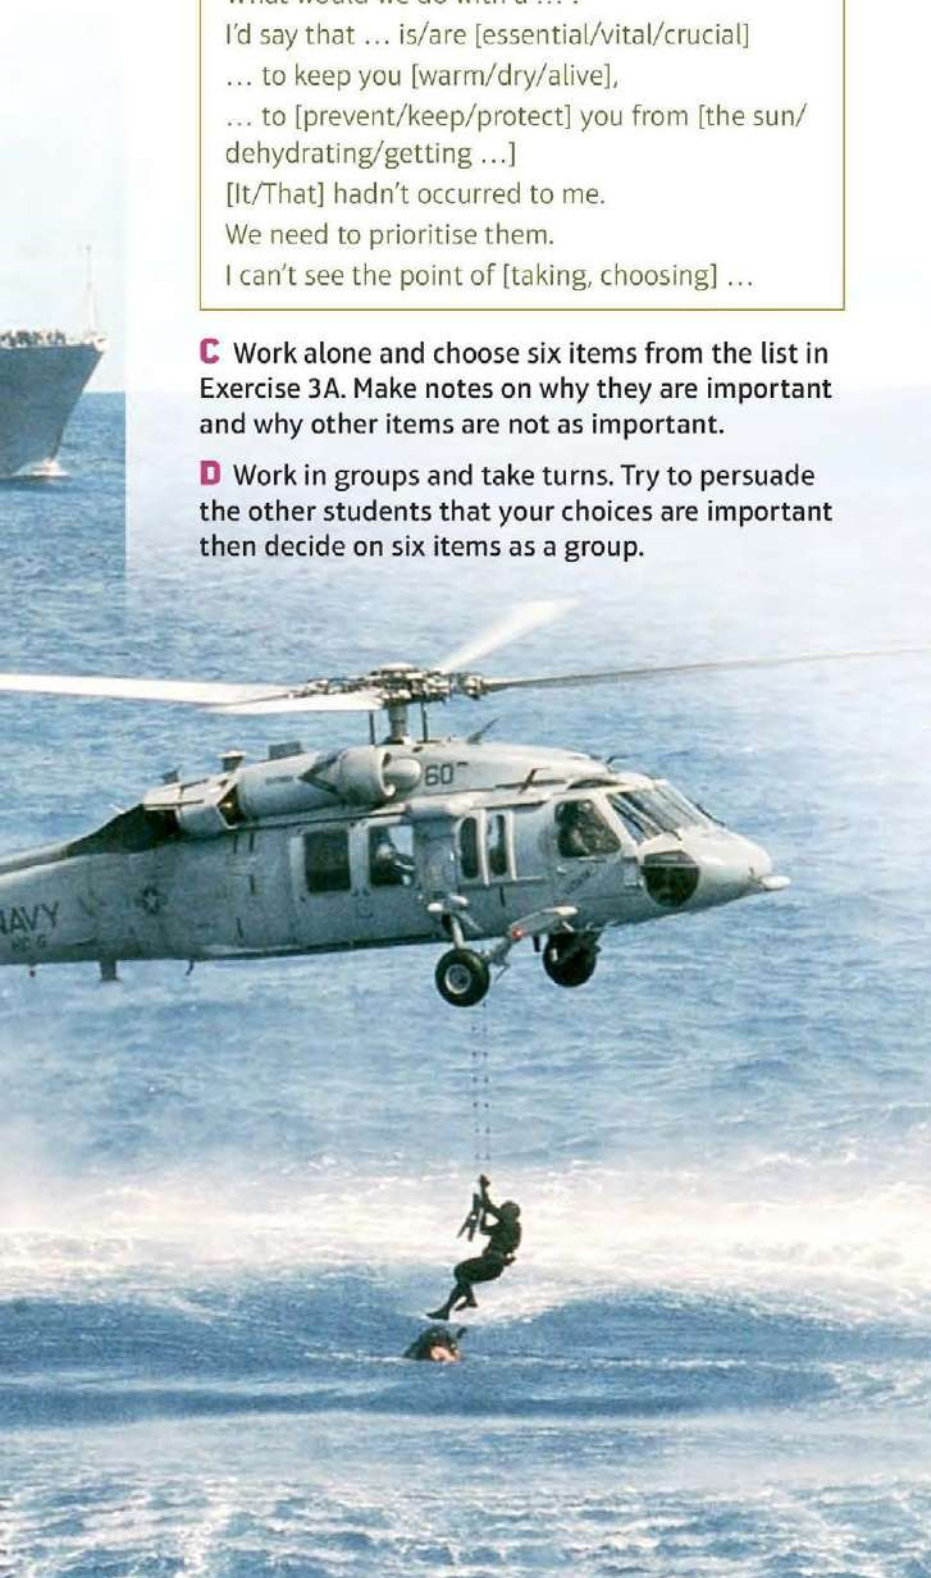 I'd say that … is/are [essential/vital/crucial]
… to keep you [warm/dry/alive],
… to [prevent/keep/protect] you from [the sun/
dehydrating/getting …]
[It/That] hadn't occurred to me.
We need to prioritise them.
I can't see the point of [taking, choosing] …
C Work alone and choose six items from the list in
Exercise 3A. Make notes on why they are important
and why other items are not as important.
D Work in groups and take turns. Try to persuade
the other students that your choices are important
then decide on six items as a group.
60
NAVY